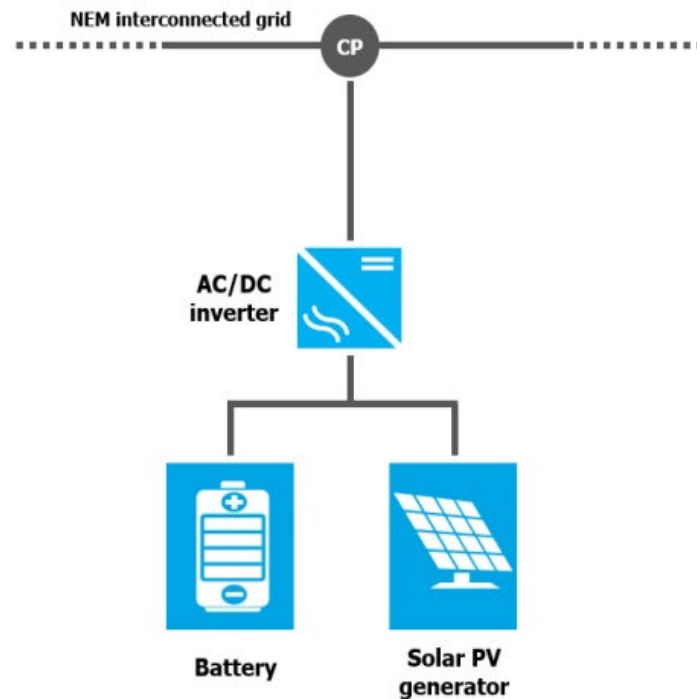 NEM interconnected grid
CP
AC/DC
inverter
Battery
Solar PV
generator